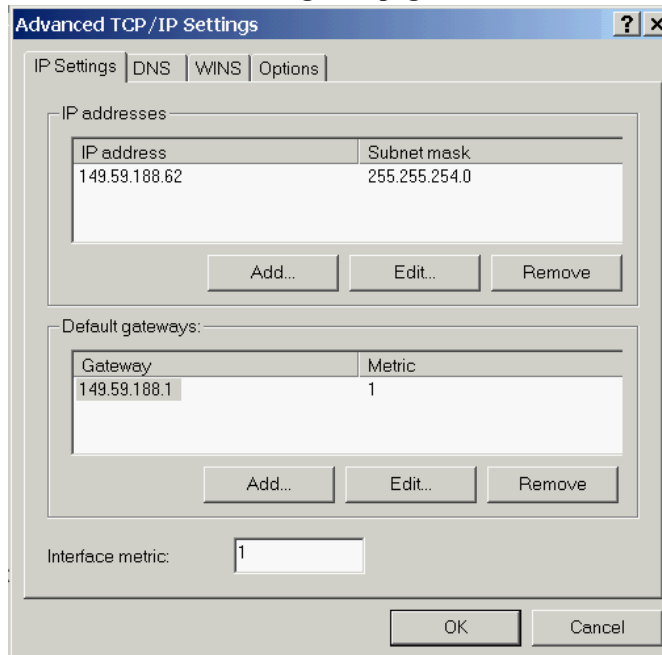 Advanced TCP/IP Settings
IP Settings DNS WINS Options
IP addresses
IP address Subnet mask
149.59.188.62 255.255.254.0
Add... Edit... Remove
Default gateways:
Gateway Metric
149.59.188.1 1
Add... Edit... Remove
Interface metric: 1
OK Cancel